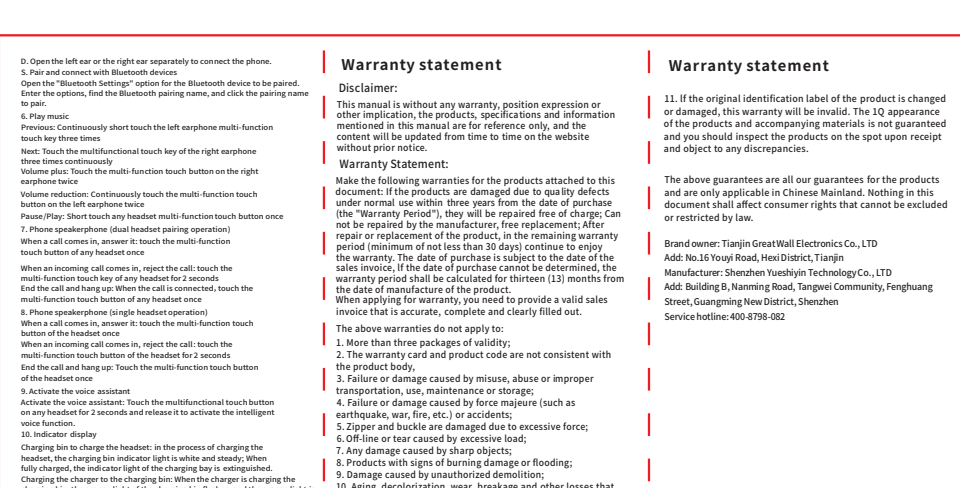 D. Open the left ear or the right ear separately to connect the phone.
S. Pair and connect with Bluetooth devices
Open the "Bluetooth Settings" option for the Bluetooth device to be paired.
Enter the options, find the Bluetooth pairing name, and click the pairing name
to pair.
6. Play music
Previous: Continuously short touch the left earphone multi-function
touch key three times
Next: Touch the multifunctional touch key of the right earphone
three times continuously
Volume plus: Touch the multi-function touch button on the right
earphone twice
Volume reduction: Continuously touch the multi-function touch
button on the left earphone twice
Pause/Play: Short touch any headset multi-function touch button once
7. Phone speakerphone (dual headset pairing operation)
When a call comes in, answer it: touch the multi-function
touch button of any headset once
When an incoming call comes in, reject the call: touch the
multi-function touch key of any headset for 2 seconds
End the call and hang up: When the call is connected, touch the
multi-function touch button of any headset once
8. Phone speakerphone (single headset operation)
When a call comes in, answer it: touch the multi-function touch
button of the headset once
When an incoming call comes in, reject the call: touch the
multi-function touch button of the headset for 2 seconds
End the call and hang up: Touch the multi-function touch button
of the headset once
9. Activate the voice assistant
Activate voice assistant: Touch the multifunctional touch button
on any headset for 2 seconds and release it to activate the intelligent
voice function.
10. Indicator display
Charging bin to charge the headset: in the process of charging the
headset, the charging bin indicator light is white and steady; When
fully charged, the indicator light of the charging bay is extinguished.
Charging the charger to the charging bin: When the charger is charging the
Warranty statement
Disclaimer:
This manual is without any warranty, position expression or
other implication, the products, specifications and information
mentioned in this manual are for reference only, and the
content will be updated from time to time on the website
without prior notice.
Warranty Statement:
Make the following warranties for the products attached to this
document: If the products are damaged due to quality defects
under normal use within three years from the date of purchase
(the "Warranty Period"), they will be repaired free of charge; Can
not be repaired by the manufacturer, free replacement; After
repair or replacement of the product, in the remaining warranty
period (minimum of not less than 30 days) continue to enjoy
the warranty. The date of purchase is subject to the date of the
sales invoice, lf the date of purchase cannot be determined, the
warranty period shall be calculated for thirteen (13) months from
the date of manufacture of the product.
When applying for warranty, you need to provide a valid sales
invoice that is accurate, complete and clearly filled out.
The above warranties do not apply to:
1. More than three packages of validity;
2. The warranty card and product code are not consistent with
the product body,
3. Failure or damage caused by misuse, abuse or improper
transportation, use, maintenance or storage;
4. Failure or damage caused by force majeure (such as
earthquake, war, fire, etc.) or accidents;
5. Zipper and buckle are damaged due to excessive force;
6. Off-line or tear caused by excessive load;
7. Any damage caused by sharp objects;
8. Products with signs of burning damage or flooding;
9. Damage caused by unauthorized demolition;
10. Aging, decolorization, wear, breakage and other losses that
Warranty statement
11. lf the original identification label of the product is changed
or damaged, this warranty will be invalid. The 1Q appearance
of the products and accompanying materials is not guaranteed
and you should inspect the products on the spot upon receipt
and object to any discrepancies.
The above guarantees are all our guarantees for the products
and are only applicable in Chinese Mainland. Nothing in this
document shall affect consumer rights that cannot be excluded
or restricted by law.
Brand owner: Tianjin Great Wall Electronics Co., LTD
Add: No.16 Youyi Road, Hexi District, Tianjin
Manufacturer: Shenzhen Yueshiyin Technology Co., LTD
Add: Building B, Nanming Road, Tangwei Community, Fenghuang
Street, Guangming New District, Shenzhen
Service hotline: 400-8798-082